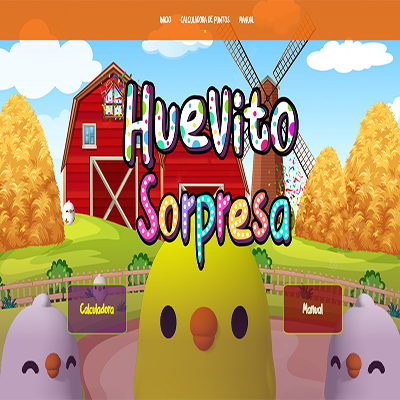 INICIO CALCULADORA DE PUNTOS MANUAL
Huevito
Sorpresa
Calculadora Manual